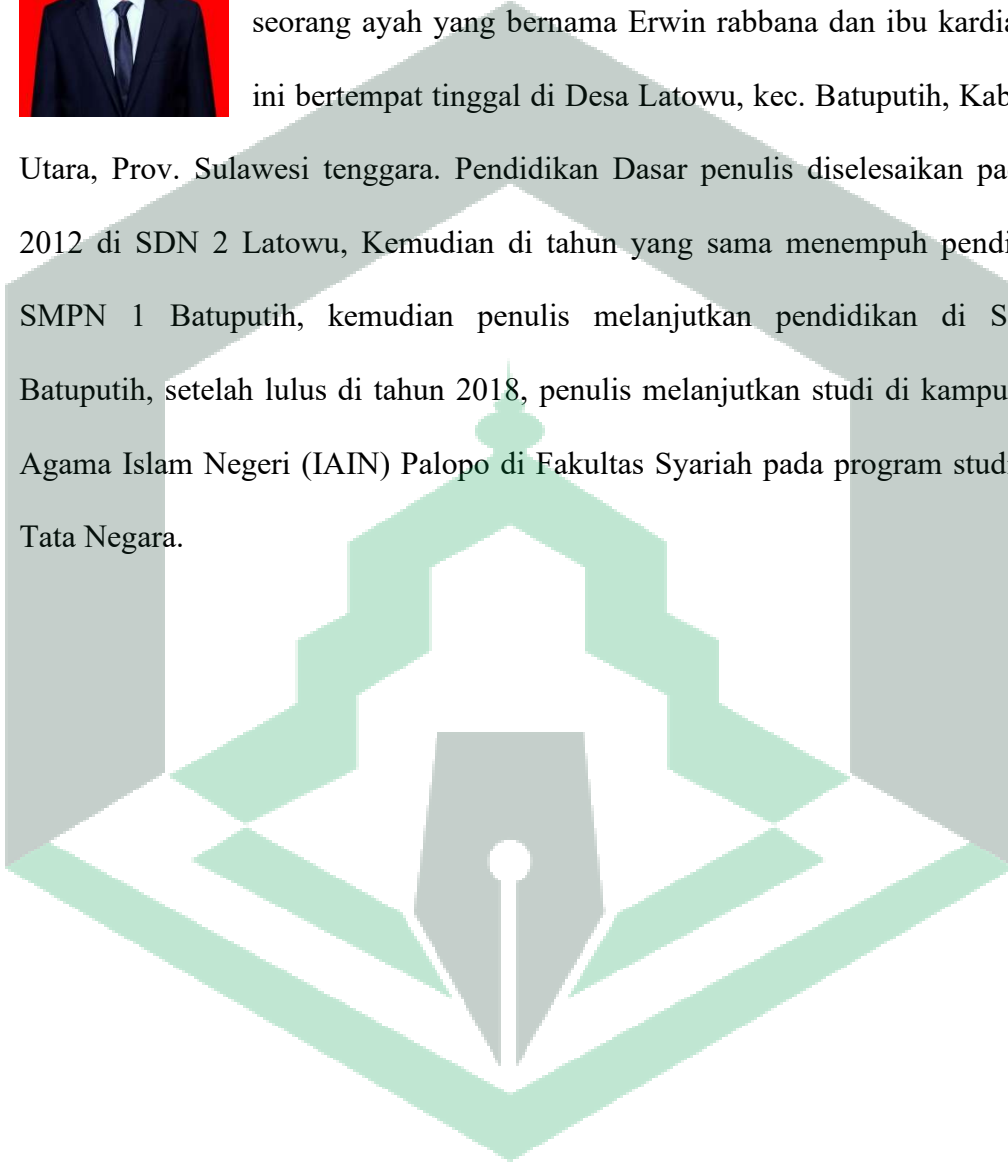 seorang ayah yang bernama Erwin rabbana dan ibu kardia
ini bertempat tinggal di Desa Latowu, kec. Batuputih, Kab
Utara, Prov. Sulawesi tenggara. Pendidikan Dasar penulis diselesaikan pa
2012 di SDN 2 Latowu, Kemudian di tahun yang sama menempuh pendi
SMPN 1 Batuputih, kemudian penulis melanjutkan pendidikan di S
Batuputih, setelah lulus di tahun 2018, penulis melanjutkan studi di kampu
Agama Islam Negeri (IAIN) Palopo di Fakultas Syariah pada program stud
Tata Negara.